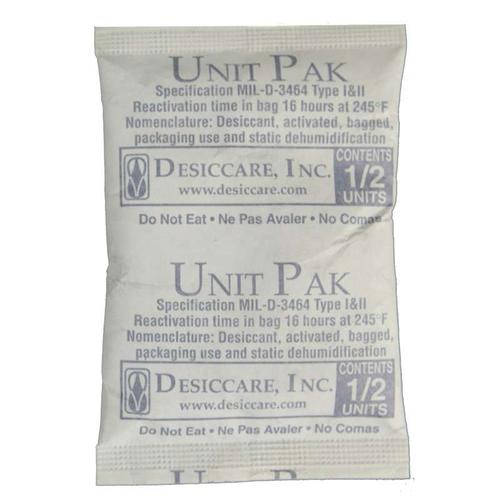 UNIT PAK
Specification MIL-D-3464 Type I&II
Reactivation time in bag 16 hours at 245°F
Nomenclature: Desiccant, activated, bagged,
packaging use and static dehumidification
DESICCARE, INC.
www.desiccare.com
CONTENTS
1/2
UNITS
Do Not Eat • Ne Pas Avaler • No Comas
UNIT PAK
Specification MIL-D-3464 Type I&II
Reactivation time in bag 16 hours at 245°F
Nomenclature: Desiccant, activated, bagged,
packaging use and static dehumidification
DESICCARE, INC.
www.desiccare.com
CONTENTS
1/2
UNITS
Do Not Eat • Ne Pas Avaler • No Comas